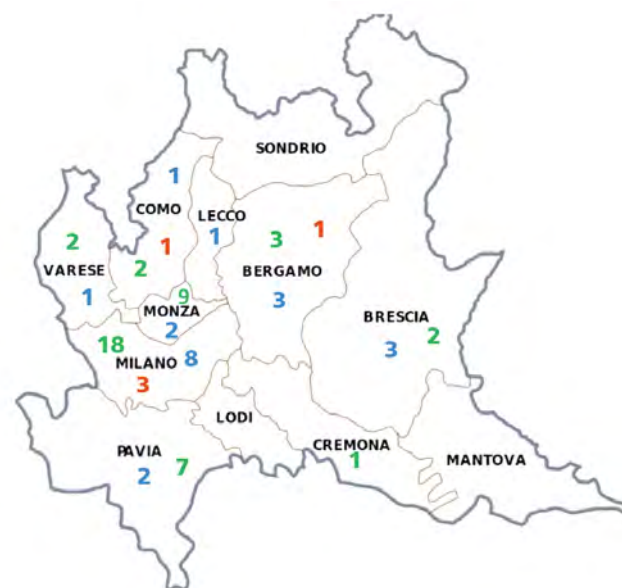 SONDRIO
1
COMO
LECCO
2
1
1
1
3
2
VARESE
BERGAMO
9
1
3
MONZA
BRESCIA
2
2
18
3
8
MILANO
3
LODI
CREMONA
PAVIA
7
1
MANTOVA
2